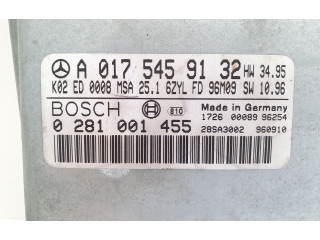 A 017 545 91 32 HW 34.95
K02 ED 0008 MSA 25.1 6ZYL FD 96M09 SW 10.96
BOSCH e10 Made in Germany
0 281 001 455 1726 00089 96254
28SA3002 960910